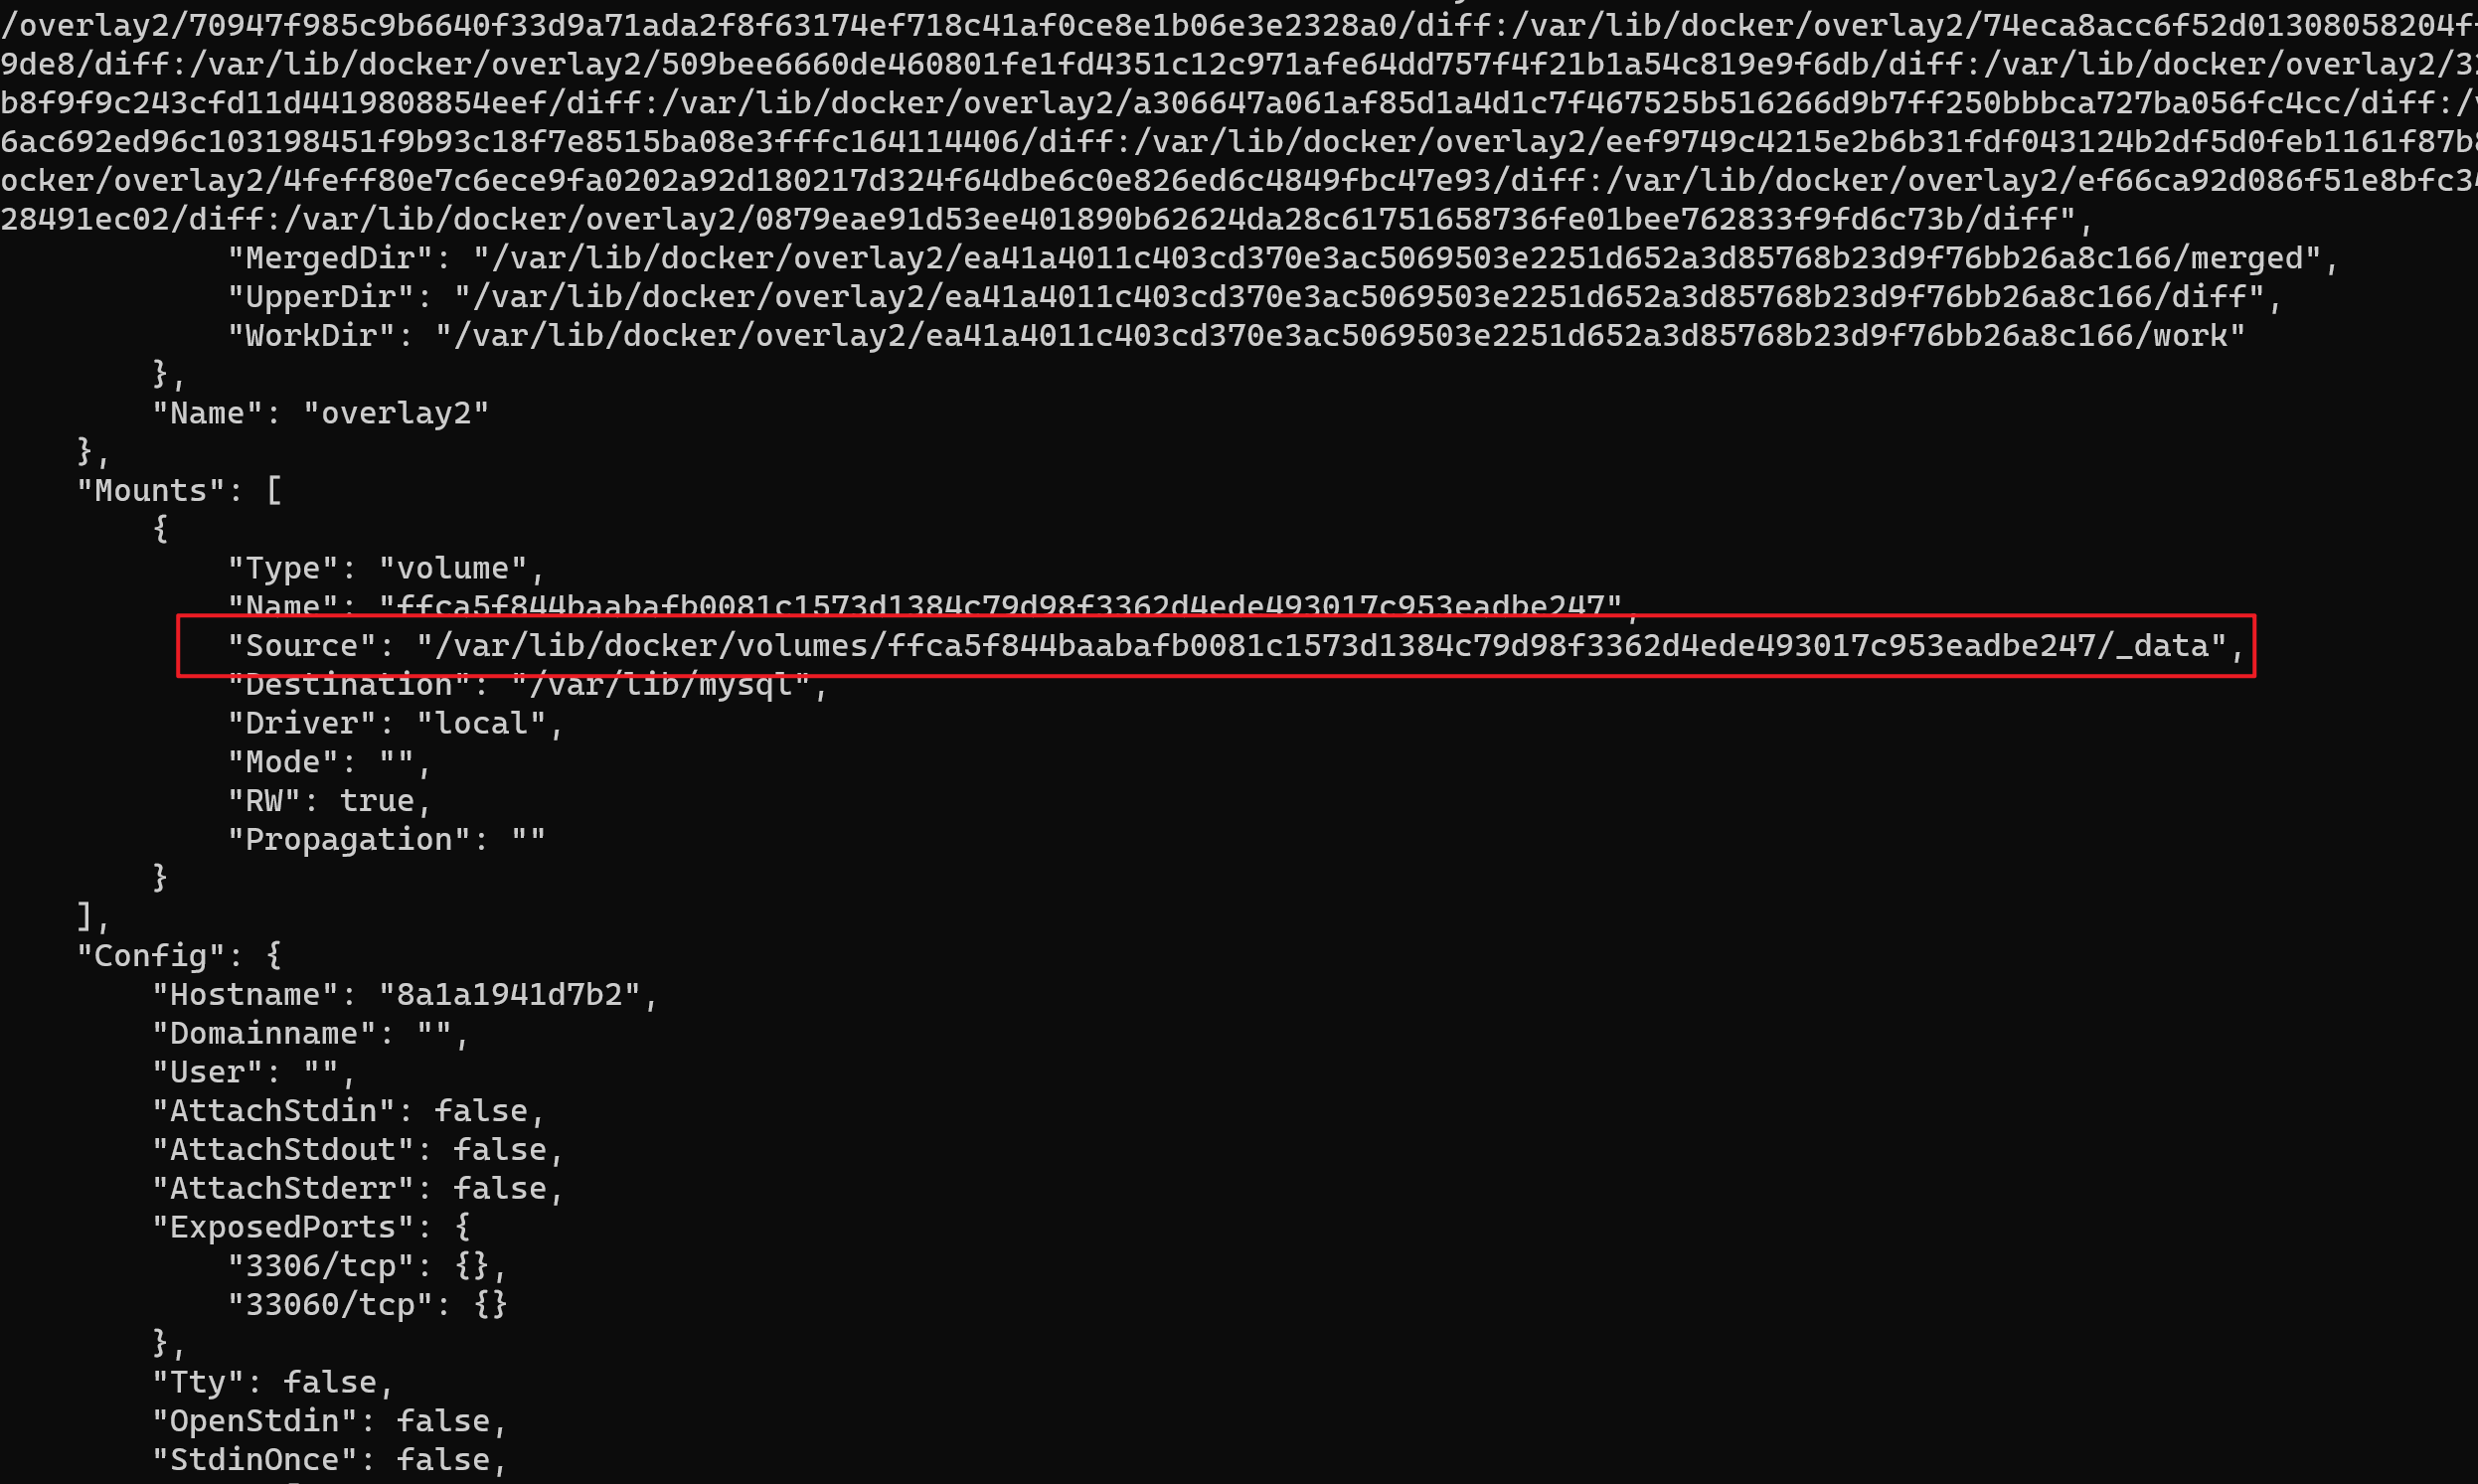 /overlay2/70947f985c9b6640f33d9a71ada2f8f63174ef718c41af0ce8e1b06e3e2328a0/diff:/var/lib/docker/overlay2/74eca8acc6f52d01308058204f
9de8/diff:/var/lib/docker/overlay2/509bee6660de460801fe1fd4351c12c971afe64dd757f4f21b1a54c819e9f6db/diff:/var/lib/docker/overlay2/3
b8f9f9c243cfd11d4419808854eef/diff:/var/lib/docker/overlay2/a306647a061af85d1a4d1c7f467525b516266d9b7ff250bbbca727ba056fc4cc/diff:/
6ac692ed96c103198451f9b93c18f7e8515ba08e3fffc164114406/diff:/var/lib/docker/overlay2/eef9749c4215e2b6b31fdf043124b2df5d0feb1161f87b
ocker/overlay2/4feff80e7c6ece9fa0202a92d180217d324f64dbe6c0e826ed6c4849fbc47e93/diff:/var/lib/docker/overlay2/ef66ca92d086f51e8bfc3
28491ec02/diff:/var/lib/docker/overlay2/0879eae91d53ee401890b62624da28c61751658736fe01bee762833f9fd6c73b/diff",
"MergedDir": "/var/lib/docker/overlay2/ea41a4011c403cd370e3ac5069503e2251d652a3d85768b23d9f76bb26a8c166/merged",
"UpperDir": "/var/lib/docker/overlay2/ea41a4011c403cd370e3ac5069503e2251d652a3d85768b23d9f76bb26a8c166/diff",
"WorkDir": "/var/lib/docker/overlay2/ea41a4011c403cd370e3ac5069503e2251d652a3d85768b23d9f76bb26a8c166/work"
},
"Name": "overlay2"
},
"Mounts": [
{
"Type": "volume",
"Name": "ffca5f844baabafb0081c1573d1384c79d98f3362d4ede493017c953eadbe247",
"Source": "/var/lib/docker/volumes/ffca5f844baabafb0081c1573d1384c79d98f3362d4ede493017c953eadbe247/_data",
"Destination": "/var/lib/mysql",
"Driver": "local",
"Mode": "",
"RW": true,
"Propagation": ""
}
],
"Config": {
"Hostname": "8a1a1941d7b2",
"Domainname": "",
"User": "",
"AttachStdin": false,
"AttachStdout": false,
"AttachStderr": false,
"ExposedPorts": {
"3306/tcp": {},
"33060/tcp": {}
},
"Tty": false,
"OpenStdin": false,
"StdinOnce": false,